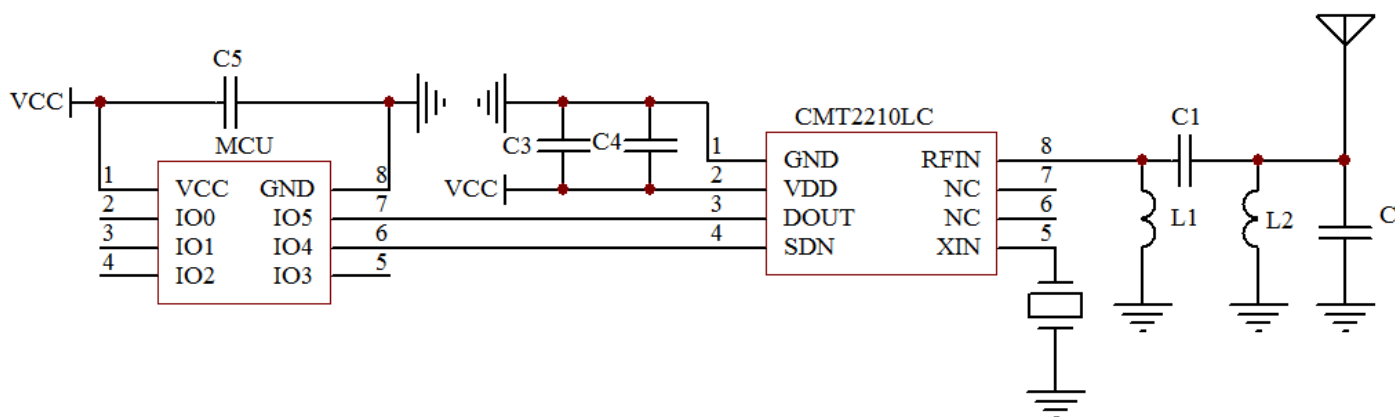 C5
VCC
MCU
1 VCC GND 8
2 IO0 IO5 7
3 IO1 IO4 6
4 IO2 IO3 5
C3 C4
VCC
CMT2210LC
1 GND RFIN 8
2 VDD NC 7
3 DOUT NC 6
4 SDN XIN 5
C1
L1
L2
C